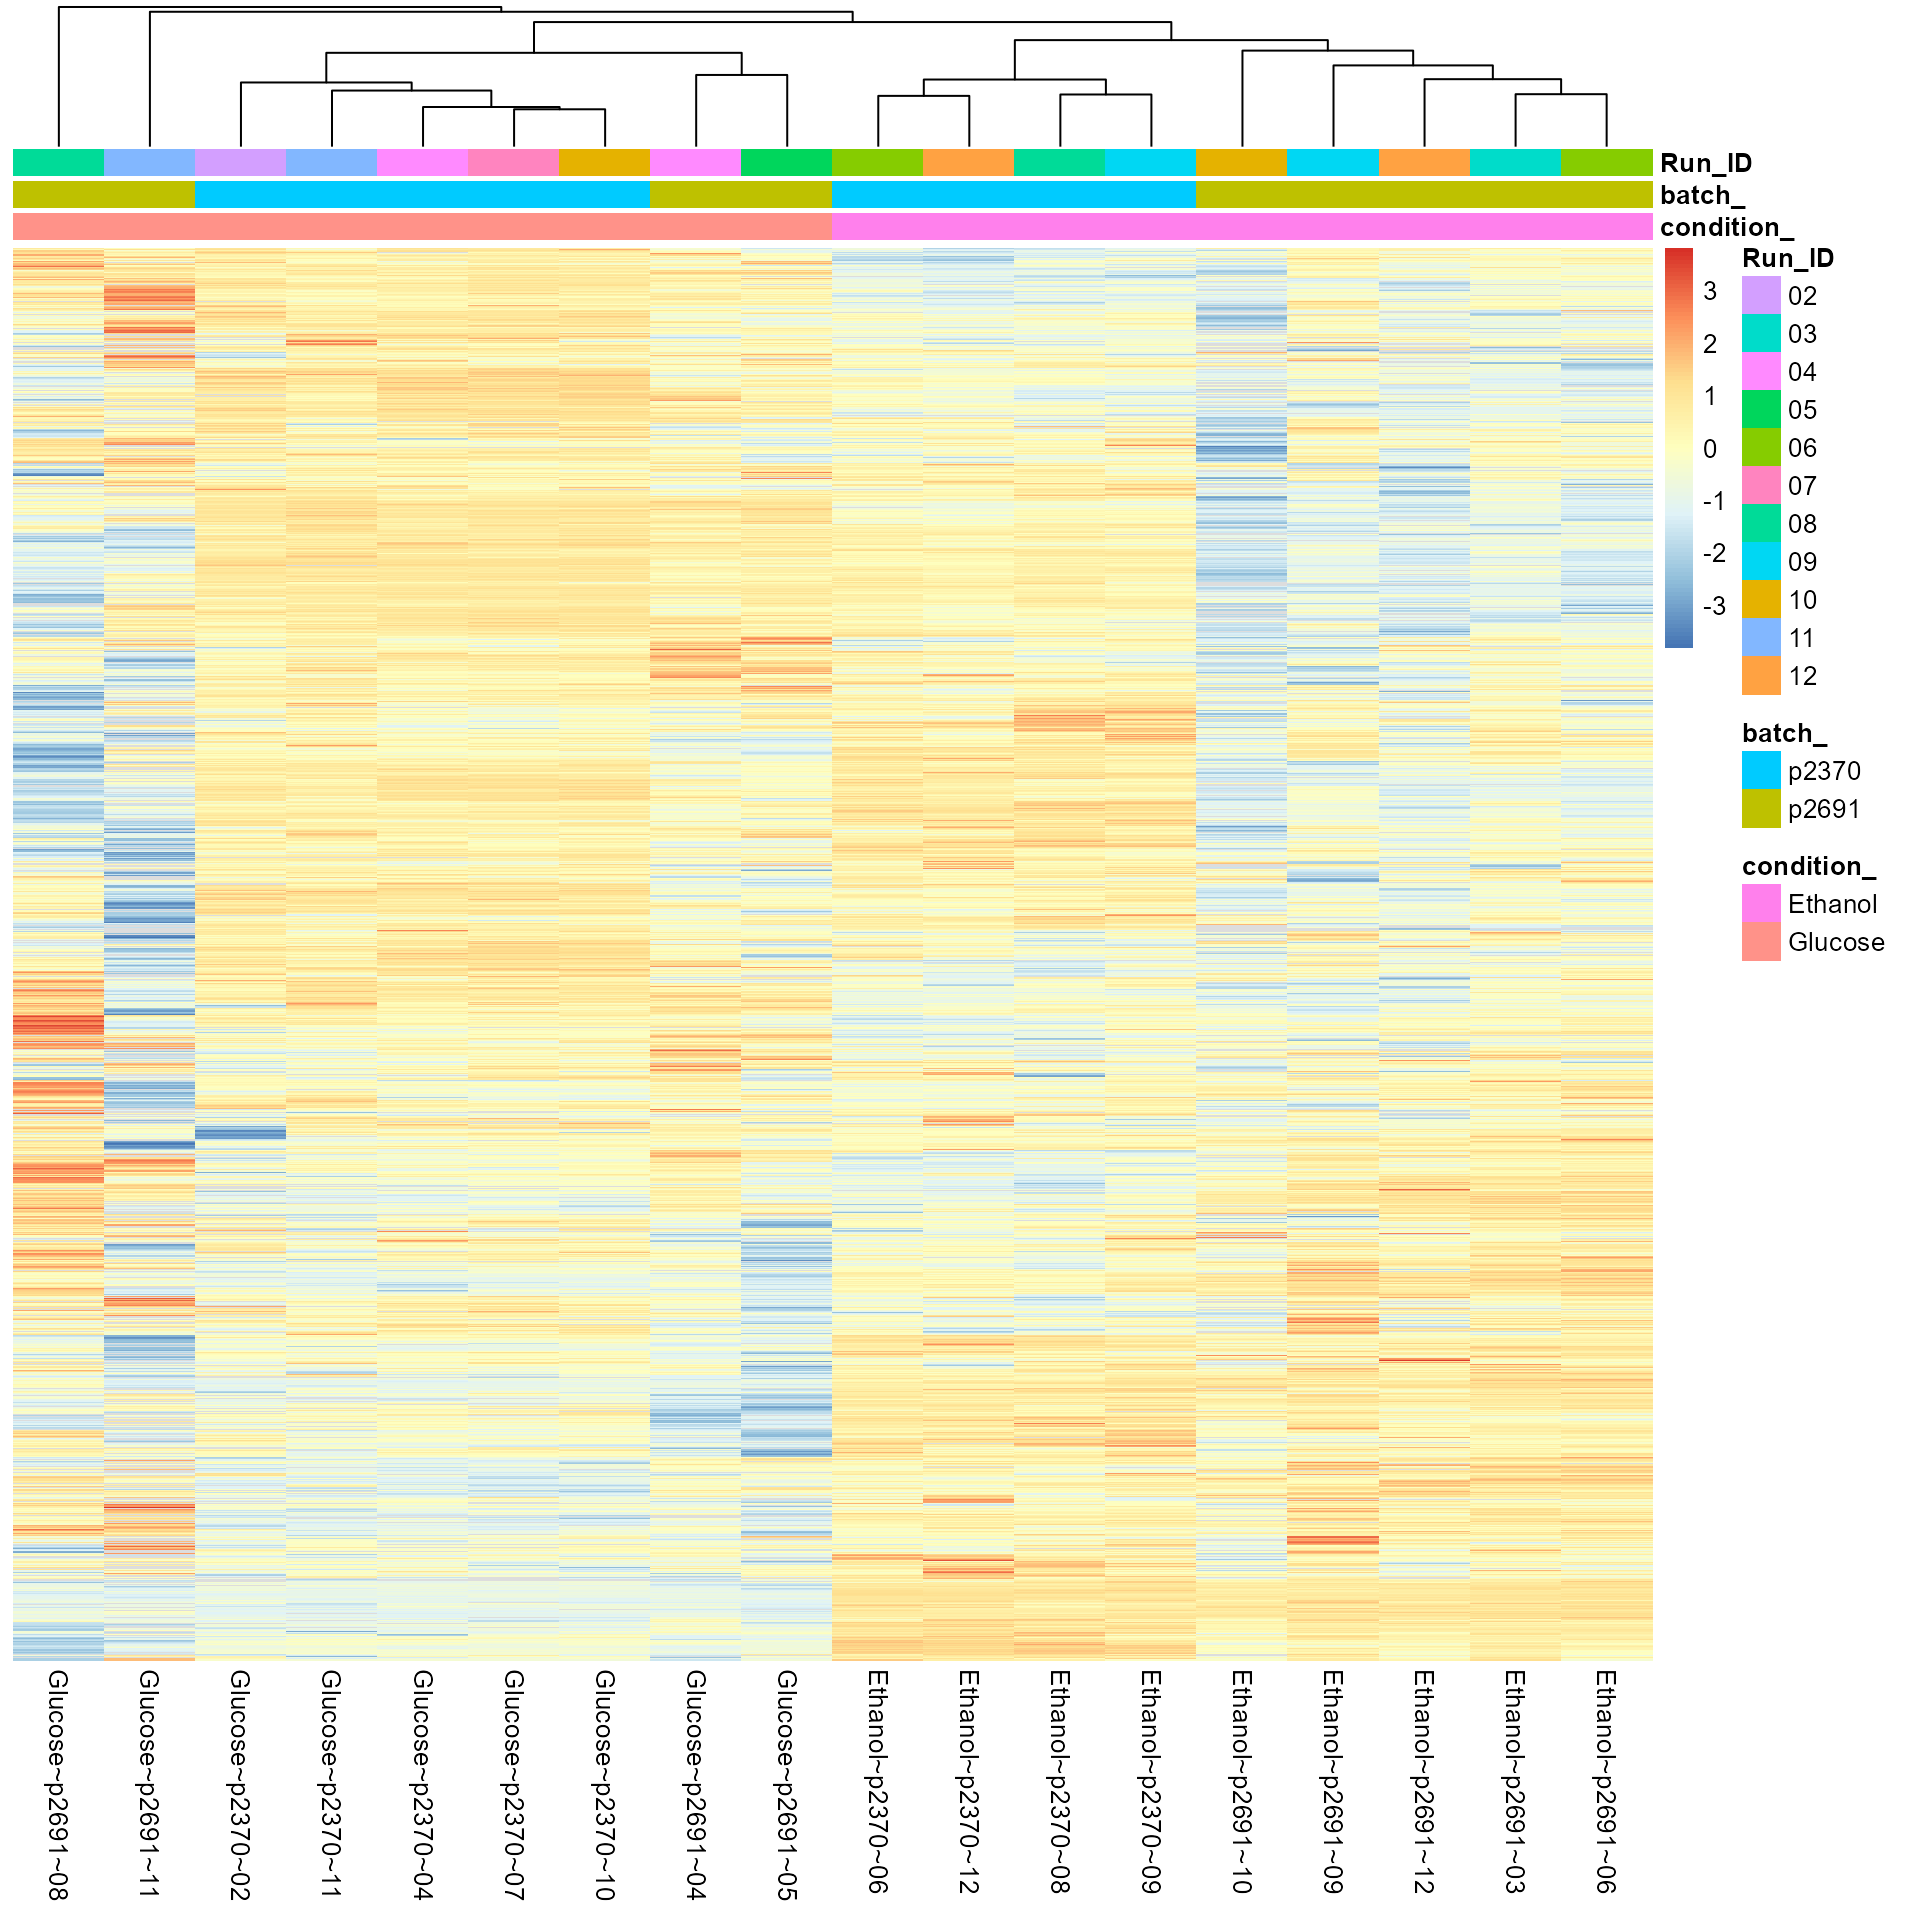 Run_ID
batch_
condition_
3
2
1
0
-1
-2
-3
Run_ID
02
03
04
05
06
07
08
09
10
11
12
batch_
p2370
p2691
condition_
Ethanol
Glucose
Glucose~p2691~08
Glucose~p2691~11
Glucose~p2370~02
Glucose~p2370~11
Glucose~p2370~04
Glucose~p2370~07
Glucose~p2370~10
Glucose~p2691~04
Glucose~p2691~05
Ethanol~p2370~06
Ethanol~p2370~12
Ethanol~p2370~08
Ethanol~p2370~09
Ethanol~p2691~10
Ethanol~p2691~09
Ethanol~p2691~12
Ethanol~p2691~03
Ethanol~p2691~06